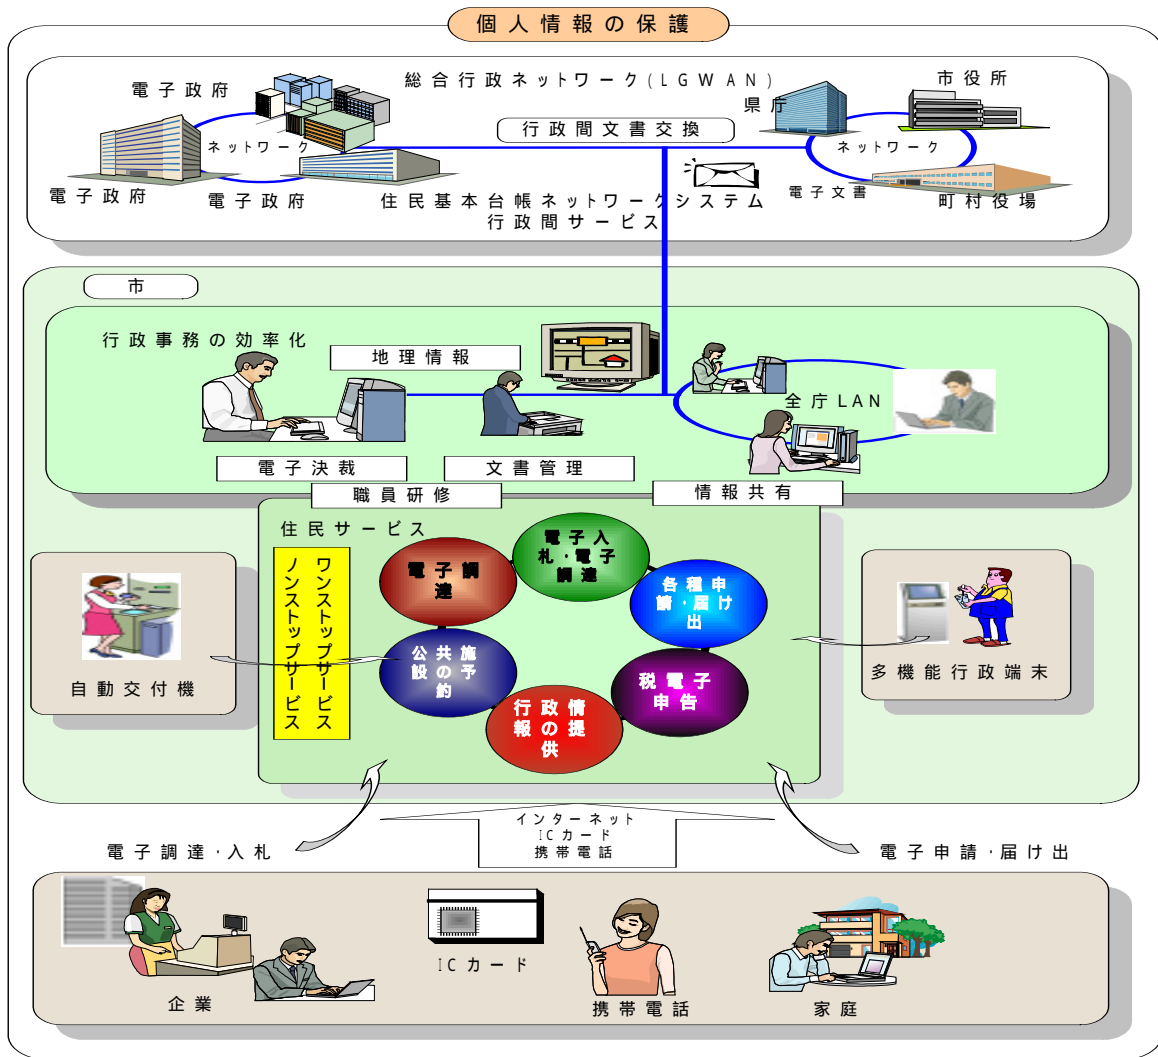 個人情報の保護
総合行政ネットワーク(LGWAN)
電子政府
市役所
県庁
行政間文書交換
ネットワーク
ネットワーク
電子政府
電子政府
住民基本台帳ネットワークシステム
電子文書
町村役場
行政間サービス
市
行政事務の効率化
地理情報
全庁LAN
電子決裁
文書管理
職員研修
情報共有
住民サービス
ワンストップサービス
ノンストップサービス
電子入
札・電子
調達
電子調
達
各種申
請・届け
出
公共施
設の予
約
税電子
申告
行政情
報の提
供
自動交付機
多機能行政端末
インターネット
ICカード
携帯電話
電子調達・入札
電子申請・届け出
企業
ICカード
携帯電話
家庭